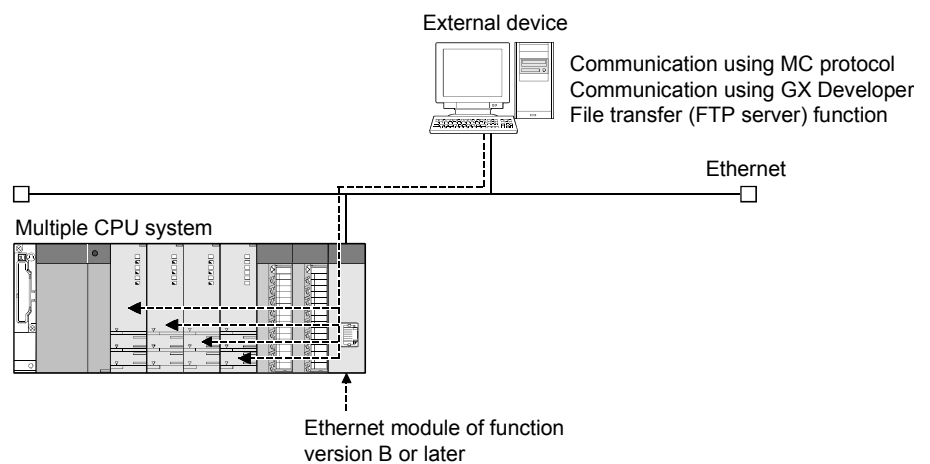 External device
Communication using MC protocol
Communication using GX Developer
File transfer (FTP server) function
Ethernet
Multiple CPU system
Ethernet module of function
version B or later